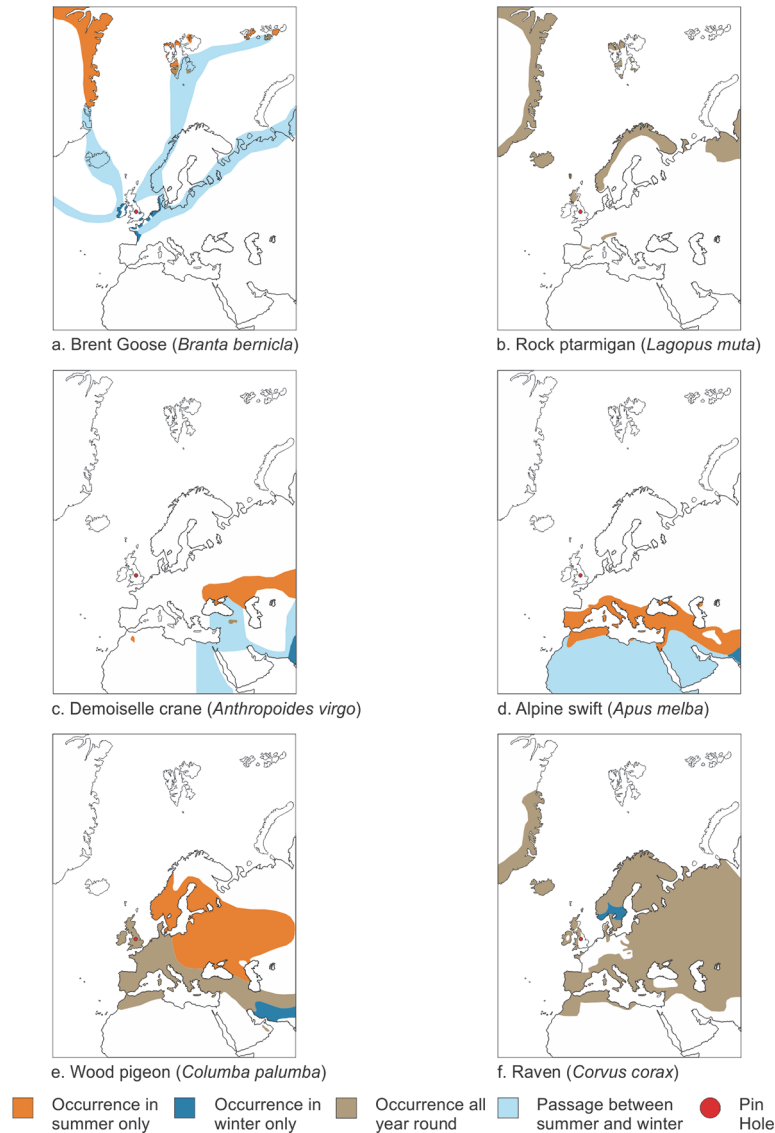 a. Brent Goose (Branta bernicla)
b. Rock ptarmigan (Lagopus muta)
c. Demoiselle crane (Anthropoides virgo)
d. Alpine swift (Apus melba)
e. Wood pigeon (Columba palumba)
f. Raven (Corvus corax)
Occurrence in
summer only
Occurrence in
winter only
Occurrence all
year round
Passage between
summer and winter
Pin
Hole